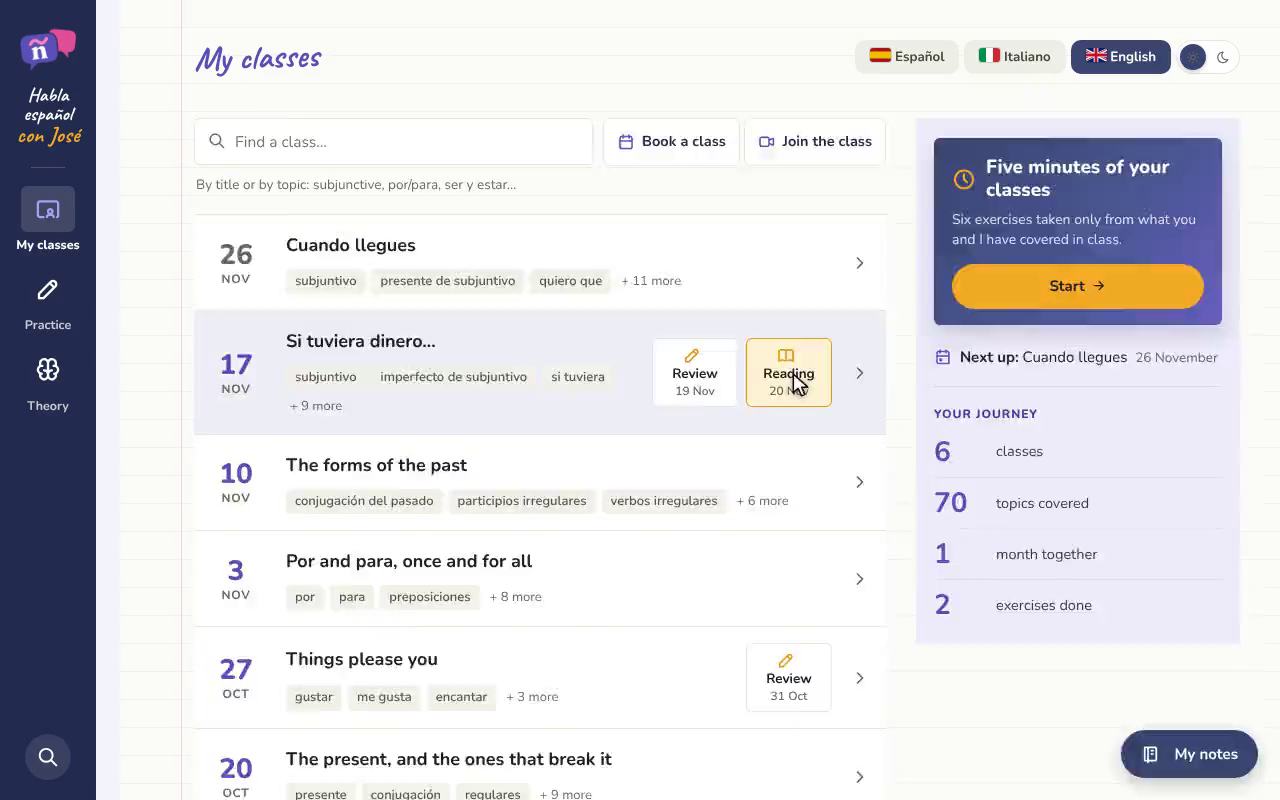 ñ
Habla
español
con José
My classes
Practice
Theory
My classes
Español
Italiano
English
Find a class...
Book a class
Join the class
By title or by topic: subjunctive, por/para, ser y estar...
26
NOV
Cuando llegues
subjuntivo
presente de subjuntivo
quiero que
+ 11 more
17
NOV
Si tuviera dinero...
subjuntivo
imperfecto de subjuntivo
si tuviera
+ 9 more
Review
19 Nov
Reading
20 Nov
10
NOV
The forms of the past
conjugación del pasado
participios irregulares
verbos irregulares
+ 6 more
3
NOV
Por and para, once and for all
por
para
preposiciones
+ 8 more
27
OCT
Things please you
gustar
me gusta
encantar
+ 3 more
Review
31 Oct
20
OCT
The present, and the ones that break it
presente
conjugación
regulares
+ 9 more
Five minutes of your
classes
Six exercises taken only from what you
and I have covered in class.
Start →
Next up: Cuando llegues 26 November
YOUR JOURNEY
6 classes
70 topics covered
1 month together
2 exercises done
My notes